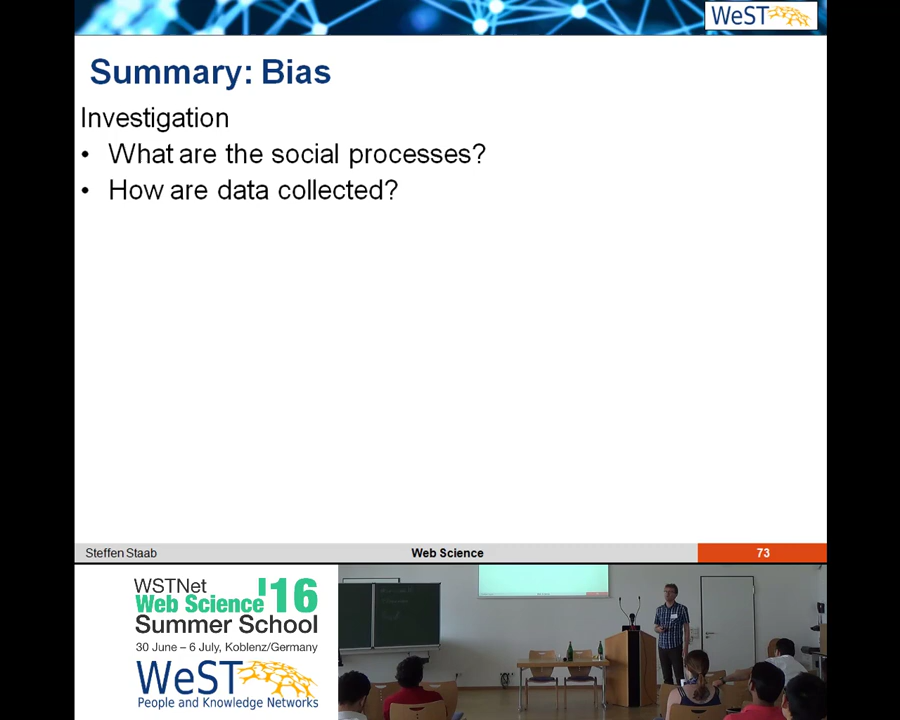 WeST
Summary: Bias
Investigation
• What are the social processes?
• How are data collected?
Steffen Staab
Web Science
73
WSTNet
Web Science '16
Summer School
30 June – 6 July, Koblenz/Germany
WeST
People and Knowledge Networks